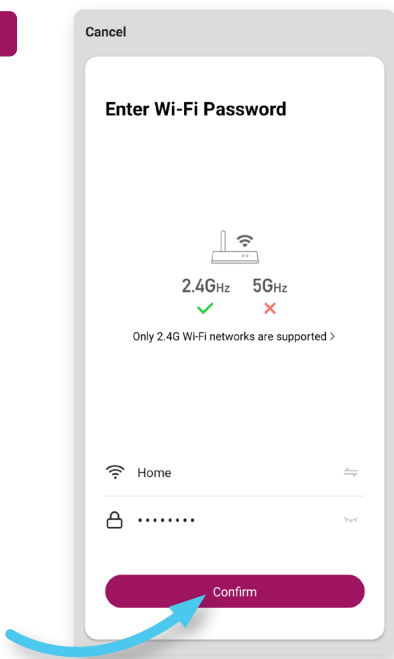 Cancel
Enter Wi-Fi Password
2.4GHz 5GHz
Only 2.4G Wi-Fi networks are supported >
Home
••••••••
Confirm